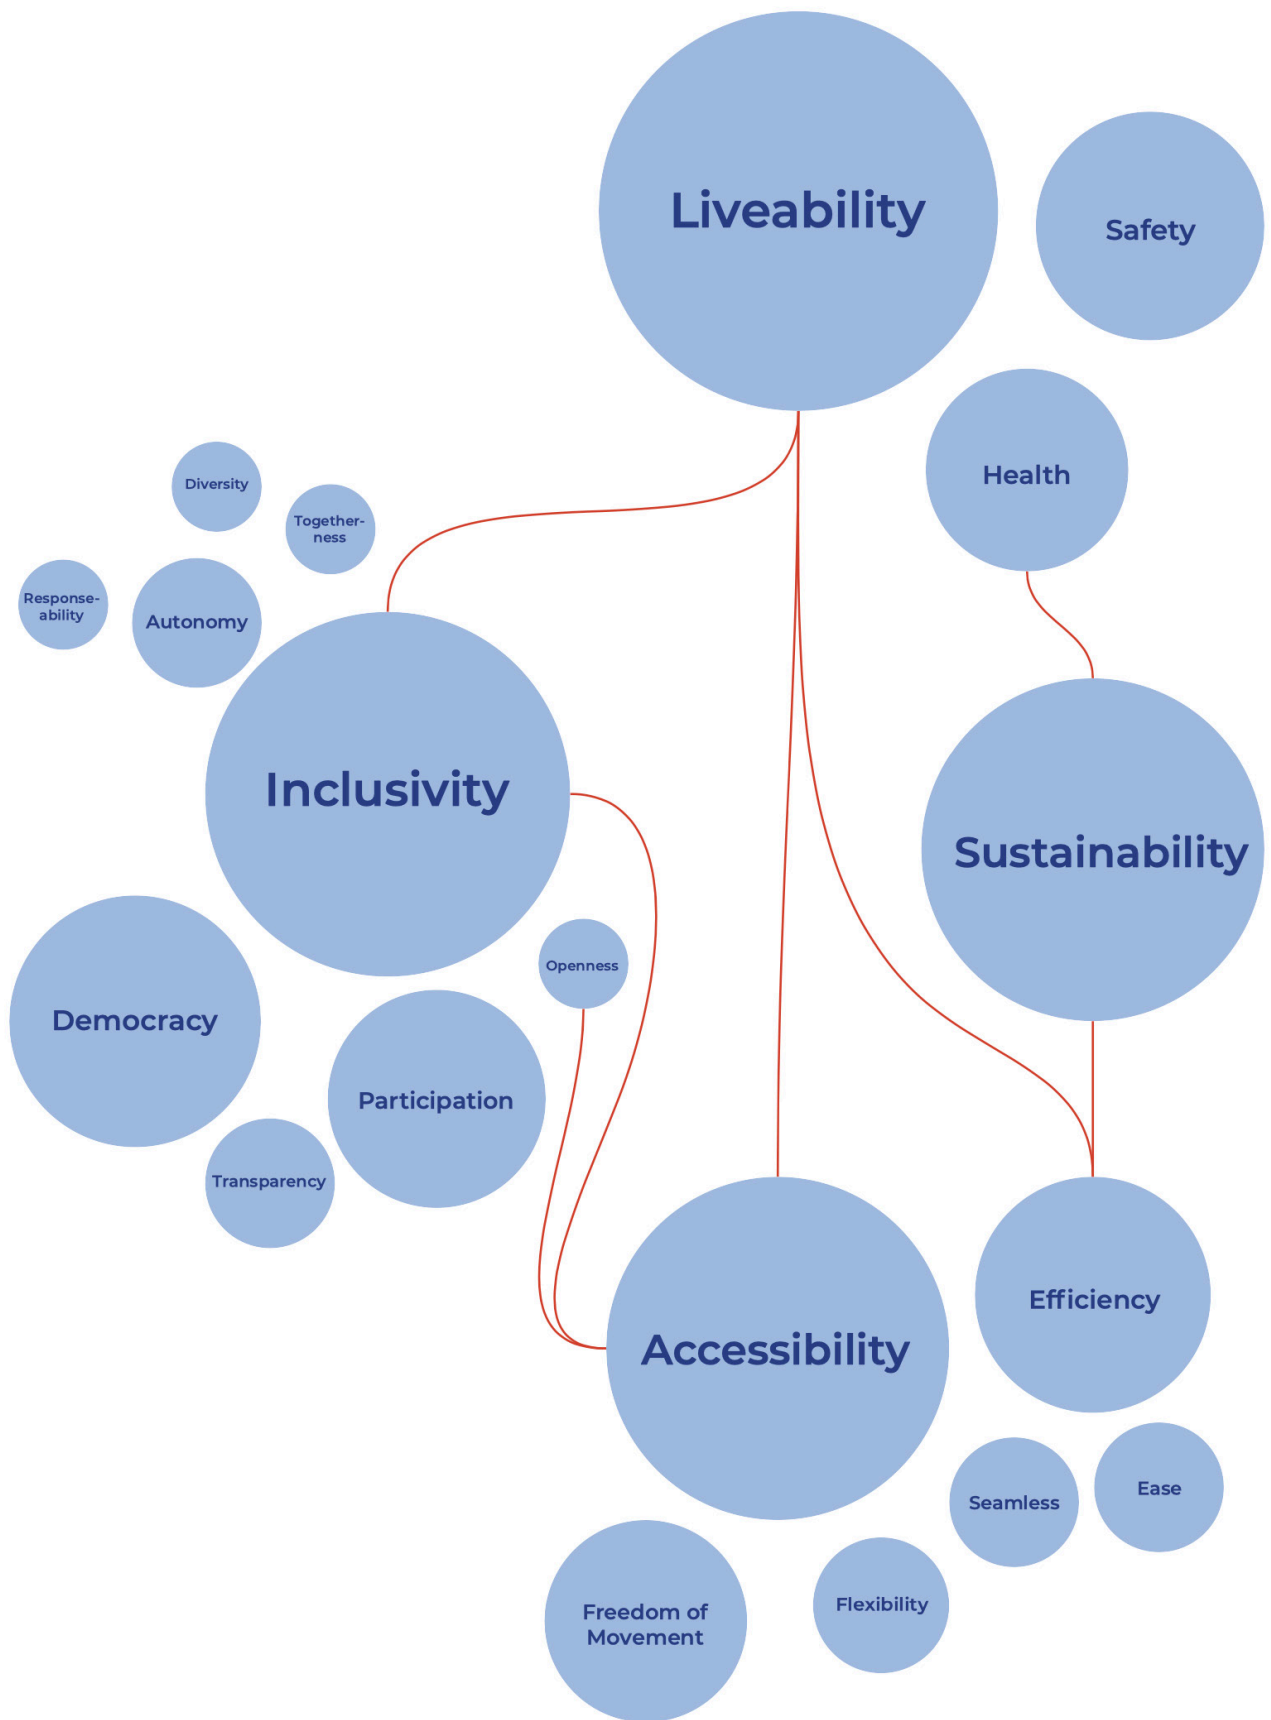 Liveability
Safety
Health
Diversity
Together-
ness
Response-
ability
Autonomy
Inclusivity
Sustainability
Openness
Democracy
Participation
Transparency
Efficiency
Accessibility
Ease
Seamless
Flexibility
Freedom of
Movement